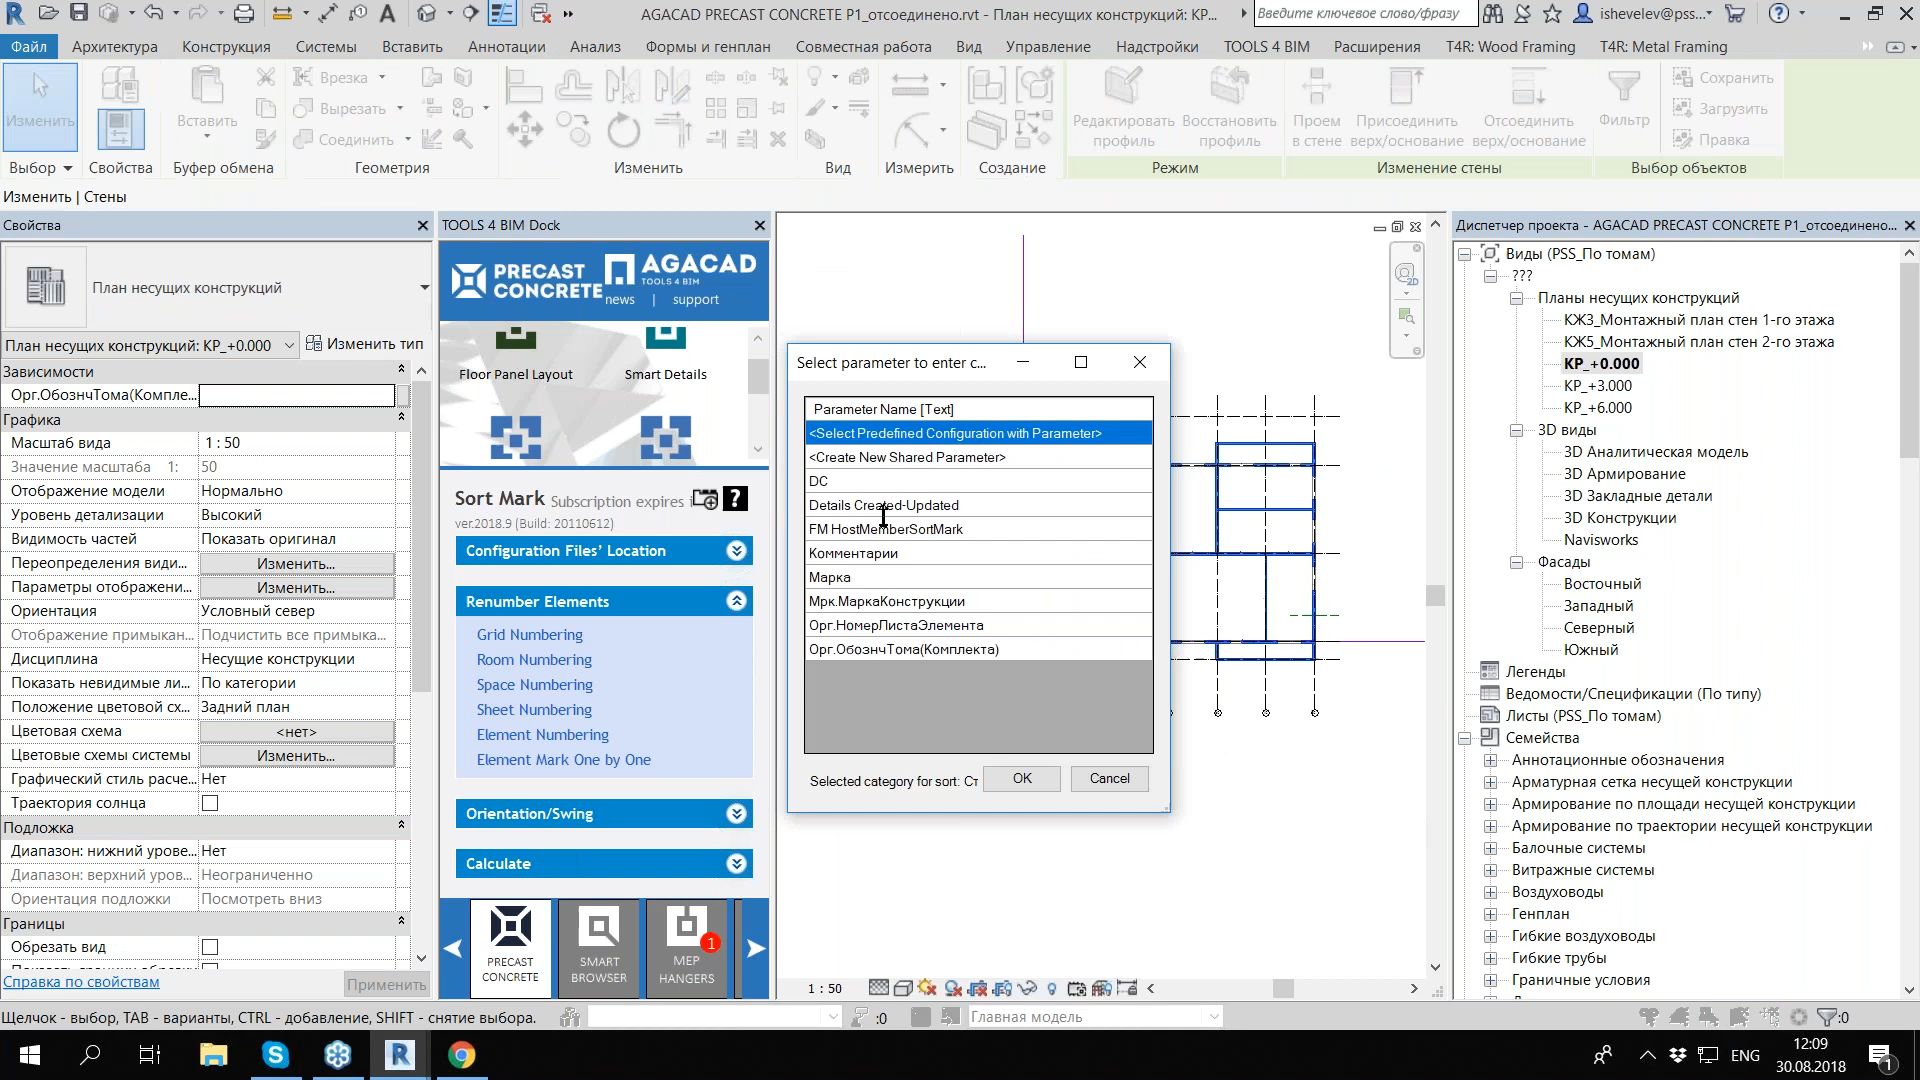 AGACAD PRECAST CONCRETE P1_отсоединено.rvt - План несущих конструкций: КР...
Введите ключевое слово/фразу
ishevelev@pss...
Файл Архитектура Конструкция Системы Вставить Аннотации Анализ Формы и генплан Совместная работа Вид Управление Надстройки TOOLS 4 BIM Расширения T4R: Wood Framing T4R: Metal Framing
Изменить
Вставить
Врезка
Вырезать
Соединить
Редактировать профиль
Восстановить профиль
Проем в стене
Присоединить верх/основание
Отсоединить верх/основание
Фильтр
Сохранить
Загрузить
Правка
Выбор Свойства Буфер обмена Геометрия Изменить Вид Измерить Создание Режим Изменение стены Выбор объектов
Изменить | Стены
Свойства
План несущих конструкций
План несущих конструкций: КР_+0.000
Изменить тип
Зависимости
Орг.ОбознчТома(Компле...
Графика
Масштаб вида 1 : 50
Значение масштаба 1: 50
Отображение модели Нормально
Уровень детализации Высокий
Видимость частей Показать оригинал
Переопределения види... Изменить...
Параметры отображени... Изменить...
Ориентация Условный север
Отображение примыкан... Подчистить все примыка...
Дисциплина Несущие конструкции
Показать невидимые ли... По категории
Положение цветовой сх... Задний план
Цветовая схема <нет>
Цветовые схемы системы Изменить...
Графический стиль расче... Нет
Траектория солнца
Подложка
Диапазон: нижний урове... Нет
Диапазон: верхний уров... Неограниченно
Ориентация подложки Посмотреть вниз
Границы
Обрезать вид
Справка по свойствам
Применить
TOOLS 4 BIM Dock
PRECAST CONCRETE
AGACAD
TOOLS 4 BIM
news | support
Floor Panel Layout
Smart Details
Sort Mark Subscription expires i
ver.2018.9 (Build: 20110612)
Configuration Files' Location
Renumber Elements
Grid Numbering
Room Numbering
Space Numbering
Sheet Numbering
Element Numbering
Element Mark One by One
Orientation/Swing
Calculate
PRECAST CONCRETE
SMART BROWSER
MEP HANGERS
1
Select parameter to enter c...
Parameter Name [Text]
<Select Predefined Configuration with Parameter>
<Create New Shared Parameter>
DC
Details Created-Updated
FM HostMemberSortMark
Комментарии
Марка
Мрк.МаркаКонструкции
Орг.НомерЛистаЭлемента
Орг.ОбознчТома(Комплекта)
Selected category for sort: Ст
OK
Cancel
2D
1 : 50
Диспетчер проекта - AGACAD PRECAST CONCRETE P1_отсоединено...
Виды (PSS_По томам)
???
Планы несущих конструкций
КЖ3_Монтажный план стен 1-го этажа
КЖ5_Монтажный план стен 2-го этажа
КР_+0.000
КР_+3.000
КР_+6.000
3D виды
3D Аналитическая модель
3D Армирование
3D Закладные детали
3D Конструкции
Navisworks
Фасады
Восточный
Западный
Северный
Южный
Легенды
Ведомости/Спецификации (По типу)
Листы (PSS_По томам)
Семейства
Аннотационные обозначения
Арматурная сетка несущей конструкции
Армирование по площади несущей конструкции
Армирование по траектории несущей конструкции
Балочные системы
Витражные системы
Воздуховоды
Генплан
Гибкие воздуховоды
Гибкие трубы
Граничные условия
Щелчок - выбор, TAB - варианты, CTRL - добавление, SHIFT - снятие выбора.
:0
Главная модель
:0
ENG
12:09
30.08.2018
1